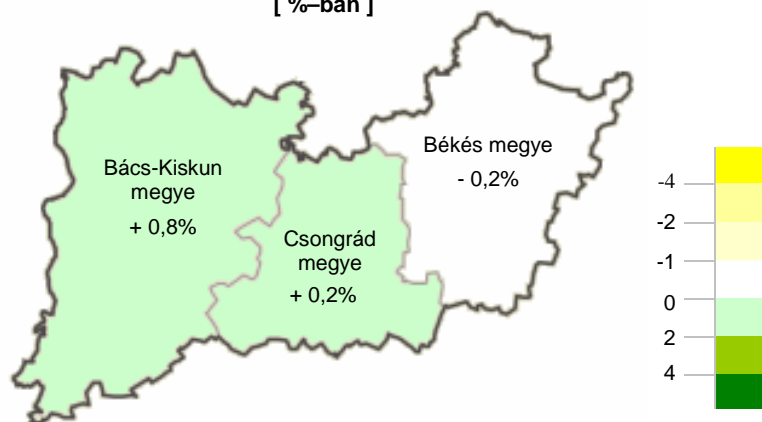 [ %–ban ]
Bács-Kiskun
megye
+ 0,8%
Csongrád
megye
+ 0,2%
Békés megye
- 0,2%
-4
-2
-1
0
2
4